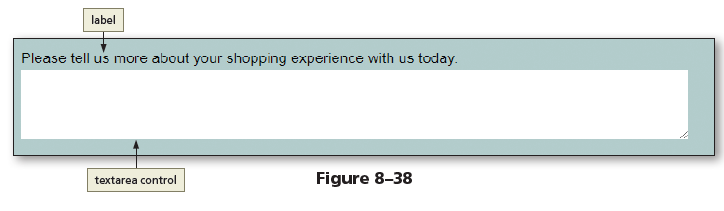 label
Please tell us more about your shopping experience with us today.
textarea control
Figure 8–38